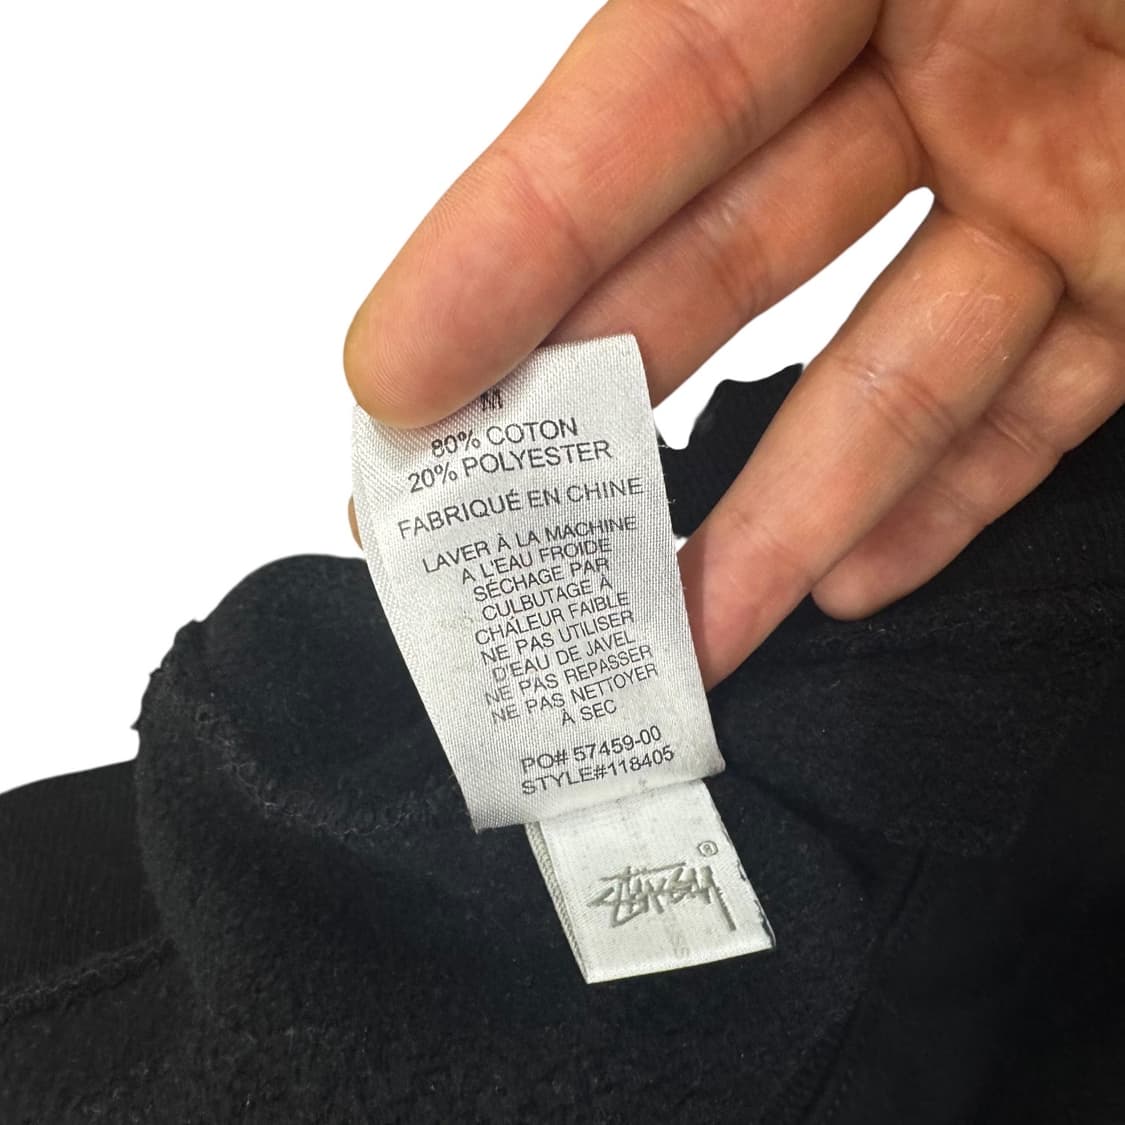 M
80% COTON
20% POLYESTER
FABRIQUÉ EN CHINE
LAVER À LA MACHINE
A L'EAU FROIDE
SÉCHAGE PAR
CULBUTAGE À
CHALEUR FAIBLE
NE PAS UTILISER
D'EAU DE JAVEL
NE PAS REPASSER
NE PAS NETTOYER
À SEC
PO# 57459-00
STYLE#118405
STÜSSY ®
SS